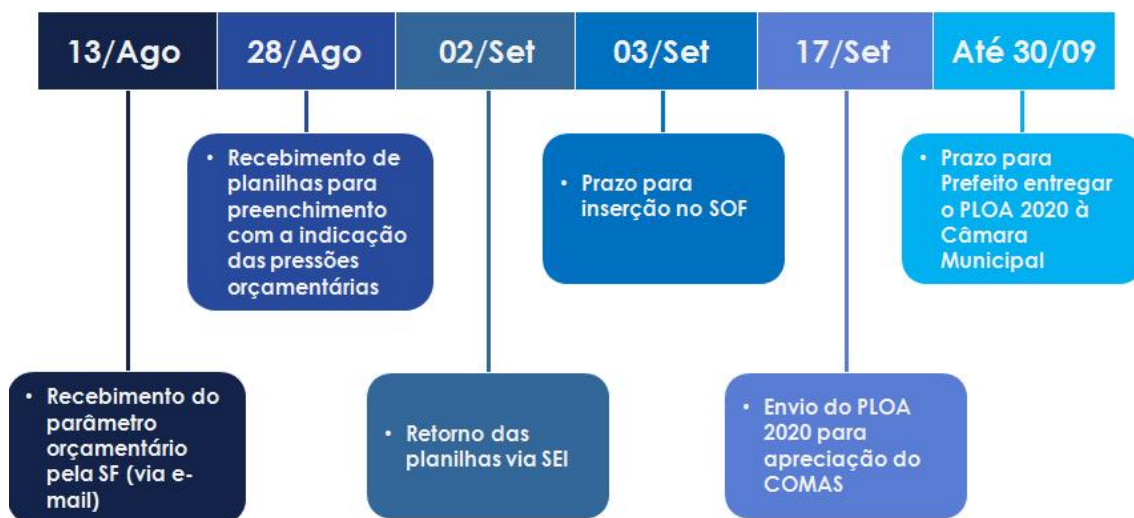 13/Ago
28/Ago
02/Set
03/Set
17/Set
Até 30/09
• Recebimento de
planilhas para
preenchimento
com a indicação
das pressões
orçamentárias
• Prazo para
inserção no SOF
• Prazo para
Prefeito entregar
o PLOA 2020 à
Câmara
Municipal
• Recebimento do
parâmetro
orçamentário
pela SF (via e-
mail)
• Retorno das
planilhas via SEI
• Envio do PLOA
2020 para
apreciação do
COMAS